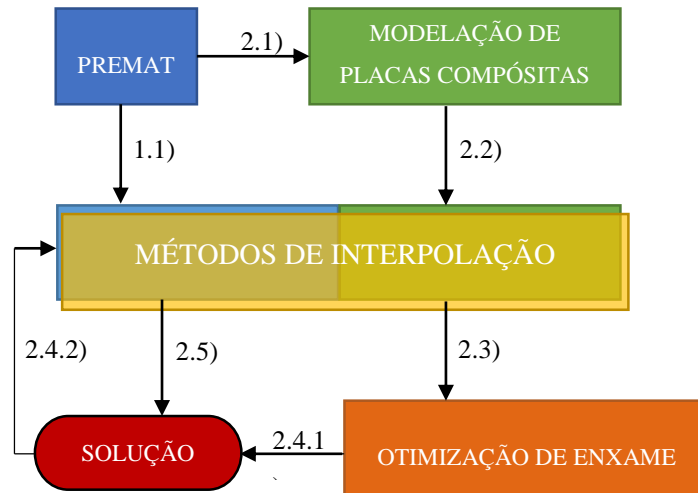 2.1)
PREMAT
MODELAÇÃO DE
PLACAS COMPÓSITAS
1.1)
2.2)
MÉTODOS DE INTERPOLAÇÃO
2.4.2)
2.5)
2.3)
SOLUÇÃO
2.4.1
OTIMIZAÇÃO DE ENXAME